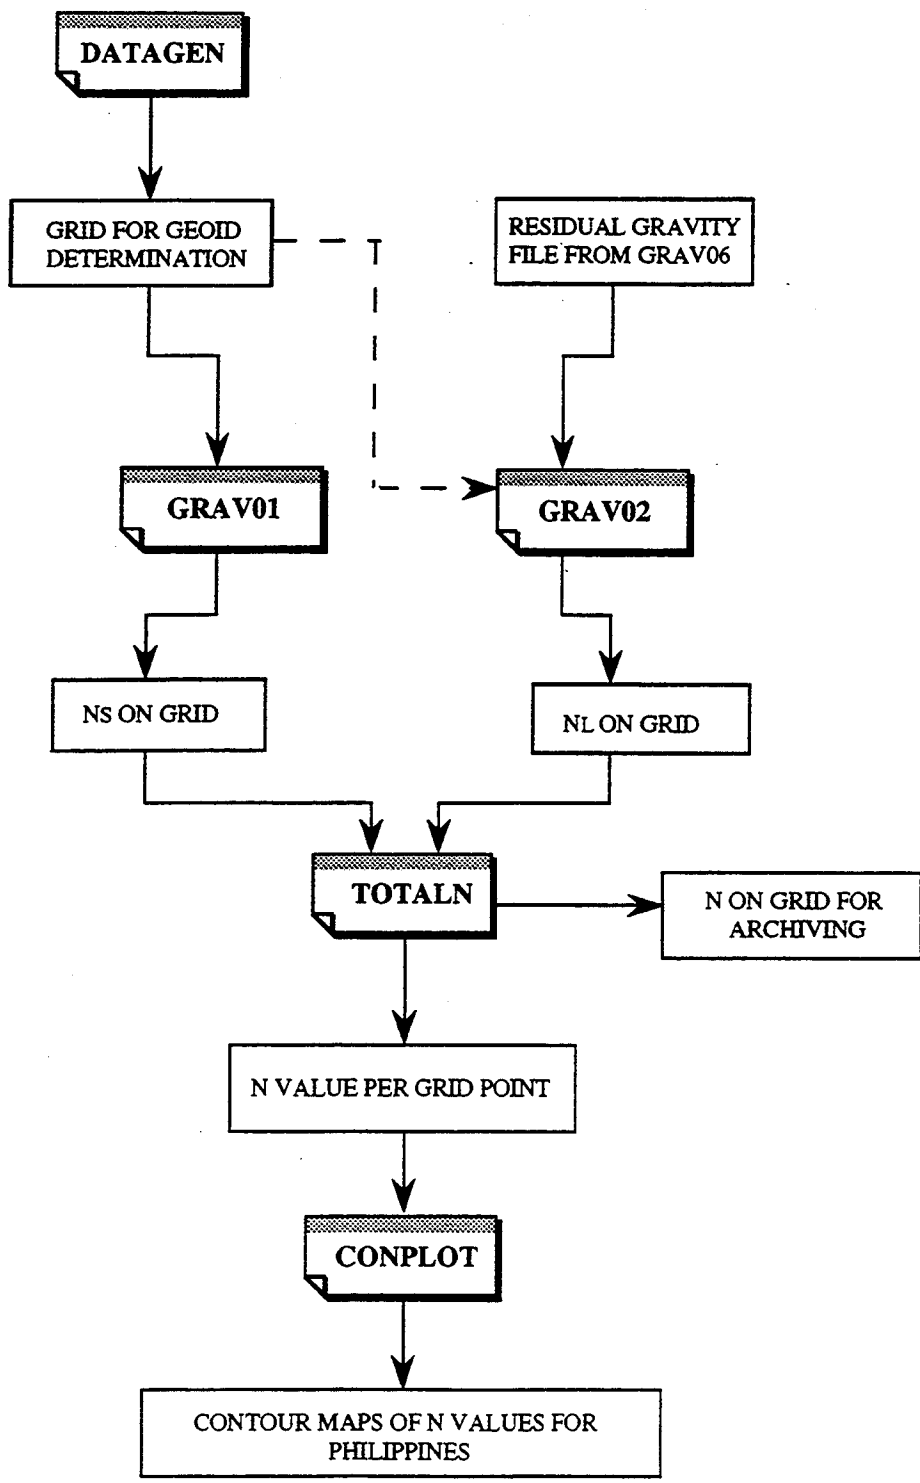 DATAGEN
GRID FOR GEOID
DETERMINATION
RESIDUAL GRAVITY
FILE FROM GRAV06
GRAV01
GRAV02
NS ON GRID
NL ON GRID
TOTALN
N ON GRID FOR
ARCHIVING
N VALUE PER GRID POINT
CONPLOT
CONTOUR MAPS OF N VALUES FOR
PHILIPPINES